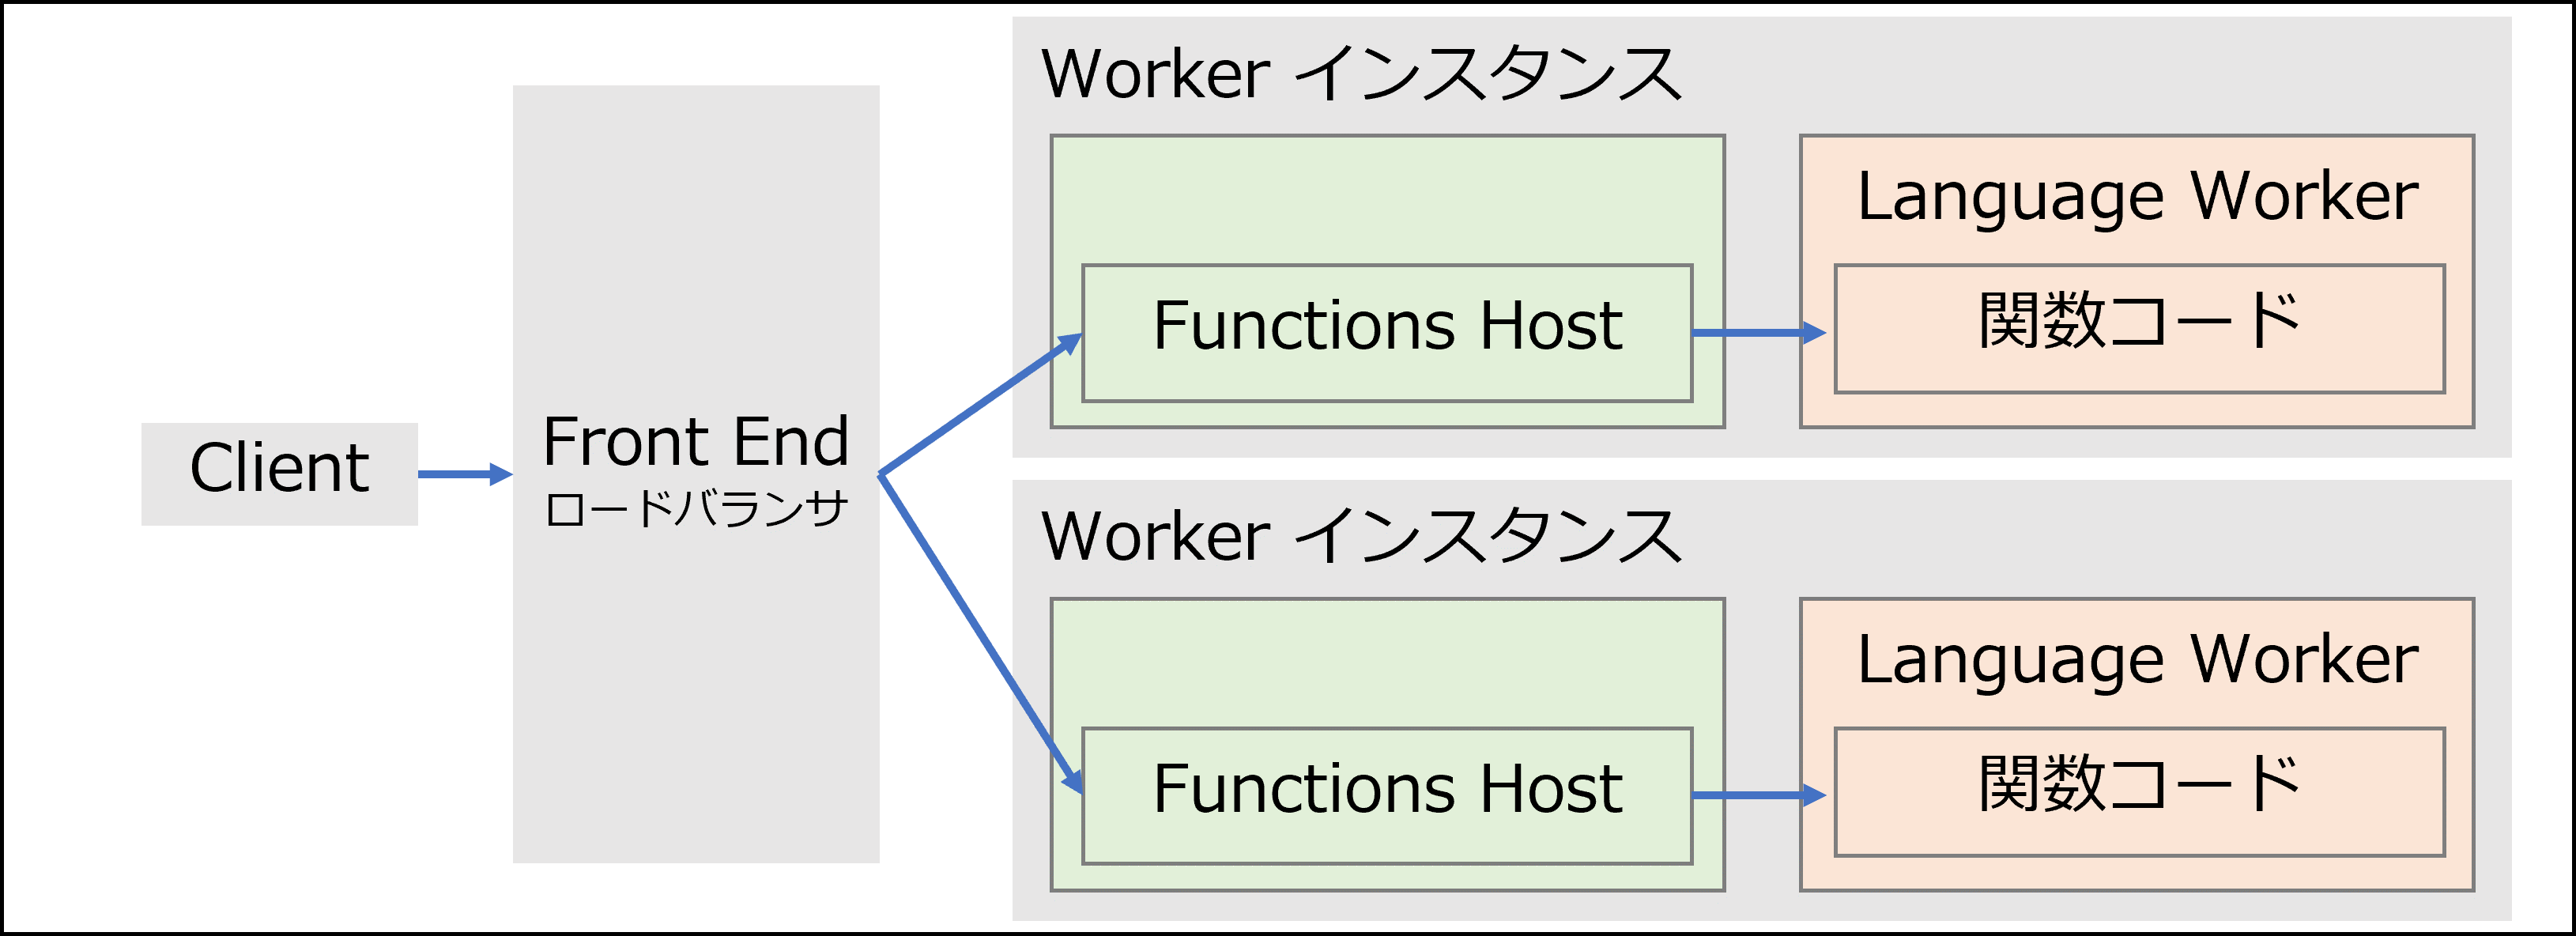 Client
Front End
ロードバランサ
Worker インスタンス
Functions Host
Language Worker
関数コード
Worker インスタンス
Functions Host
Language Worker
関数コード